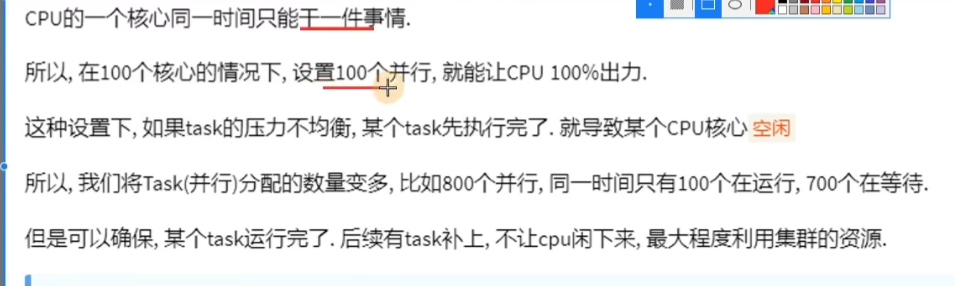 CPU的一个核心同一时间只能干一件事情.
所以, 在100个核心的情况下, 设置100个并行, 就能让CPU 100%出力.
这种设置下, 如果task的压力不均衡, 某个task先执行完了. 就导致某个CPU核心 空闲
所以, 我们将Task(并行)分配的数量变多, 比如800个并行, 同一时间只有100个在运行, 700个在等待.
但是可以确保, 某个task运行完了. 后续有task补上, 不让cpu闲下来, 最大程度利用集群的资源.